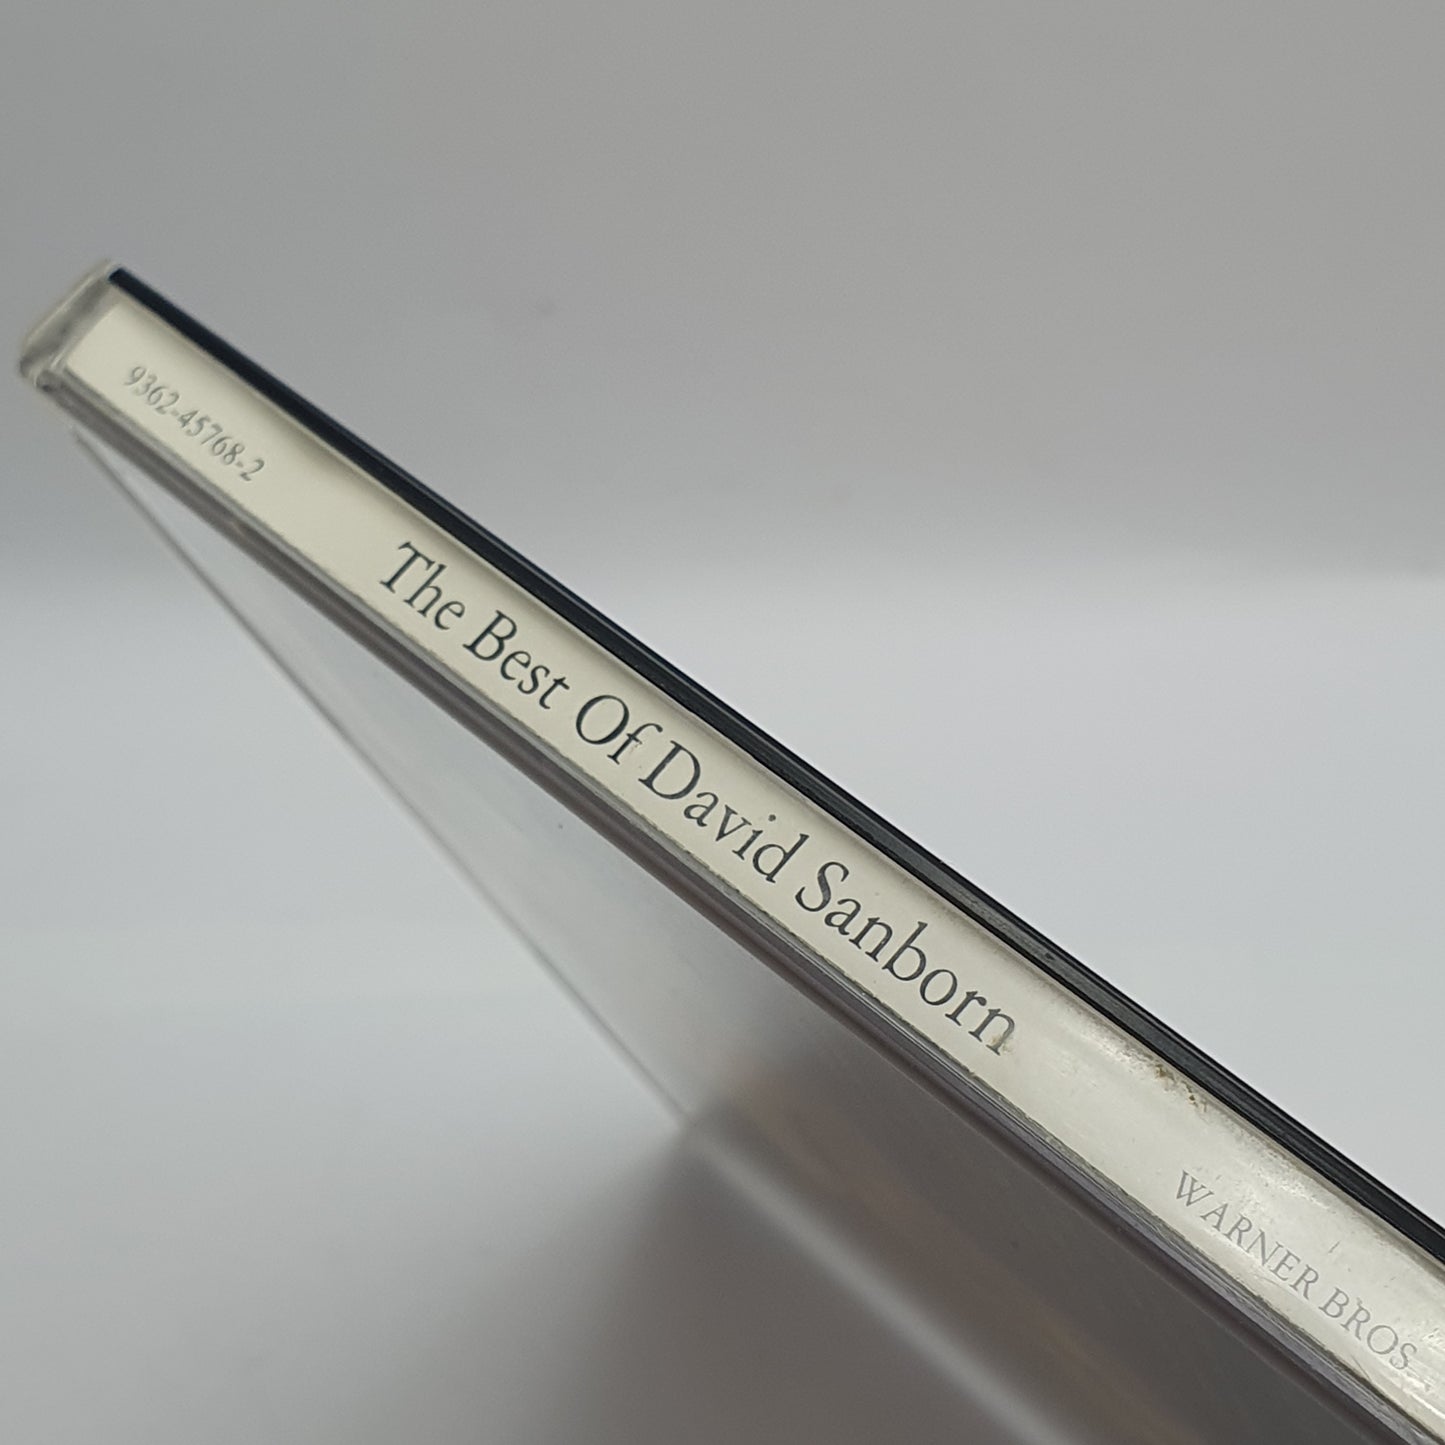 9362-45768-2
The Best Of David Sanborn
WARNER BROS